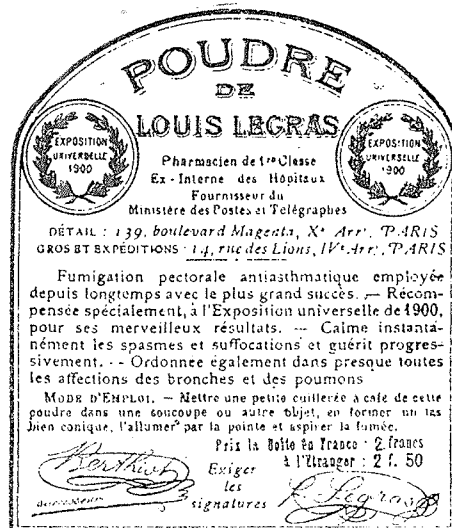 POUDRE
DE
LOUIS LEGRAS
EXPOSITION
UNIVERSELLE
1900
EXPOSITION
UNIVERSELLE
1900
Pharmacien de 1re Classe
Ex-Interne des Hôpitaux
Fournisseur du
Ministère des Postes et Télégraphes
DÉTAIL : 139, boulevard Magenta, Xe Arrt, PARIS
GROS ET EXPÉDITIONS : 14, rue des Lions, IVe Arrt, PARIS
Fumigation pectorale antiasthmatique employée
depuis longtemps avec le plus grand succès. — Récom-
pensée spécialement, à l'Exposition universelle de 1900,
pour ses merveilleux résultats. — Calme instanta-
nément les spasmes et suffocations et guérit progres-
sivement. -- Ordonnée également dans presque toutes
les affections des bronches et des poumons
MODE D'EMPLOI. — Mettre une petite cuillerée à café de cette
poudre dans une soucoupe ou autre objet, en former un tas
bien conique, l'allumer par la pointe et aspirer la fumée.
Prix la Boîte en France : 2 francs
à l'Étranger : 2 f. 50
Berthiot
Exiger
les
signatures
L. Legras